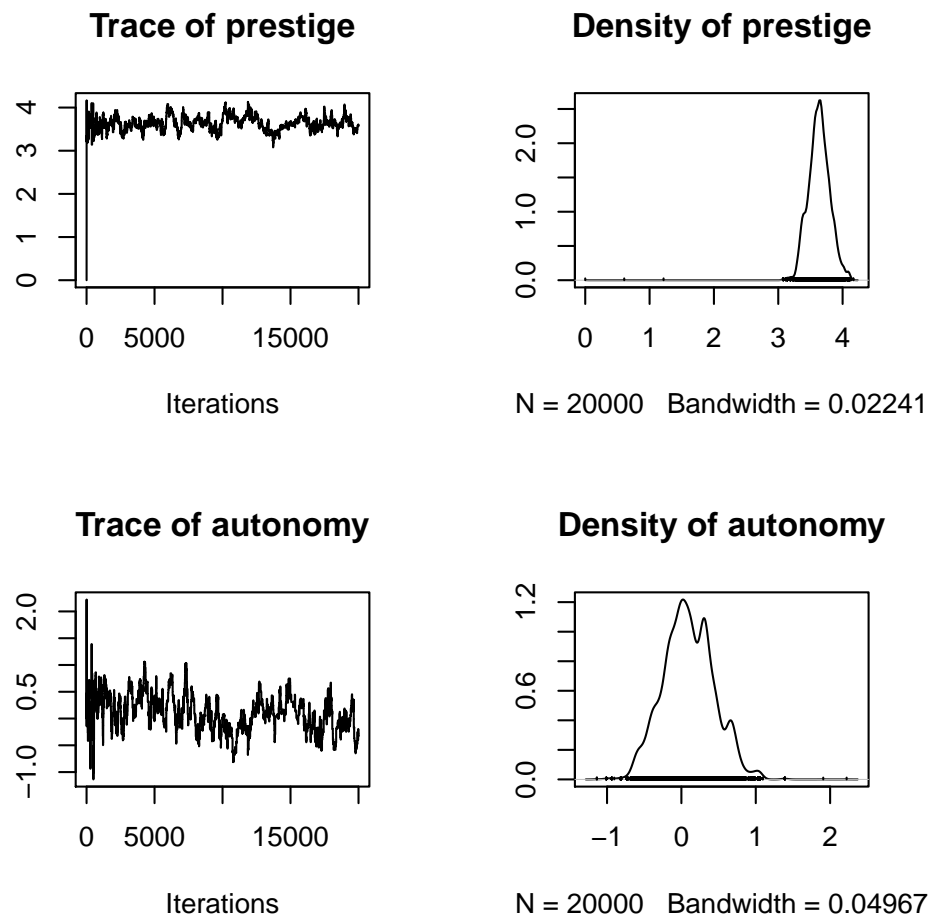 Trace of prestige
4
3
2
1
0
0 5000 15000
Iterations
Density of prestige
2.0
1.0
0.0
0 1 2 3 4
N = 20000 Bandwidth = 0.02241
Trace of autonomy
2.0
0.5
−1.0
0 5000 15000
Iterations
Density of autonomy
1.2
0.6
0.0
−1 0 1 2
N = 20000 Bandwidth = 0.04967